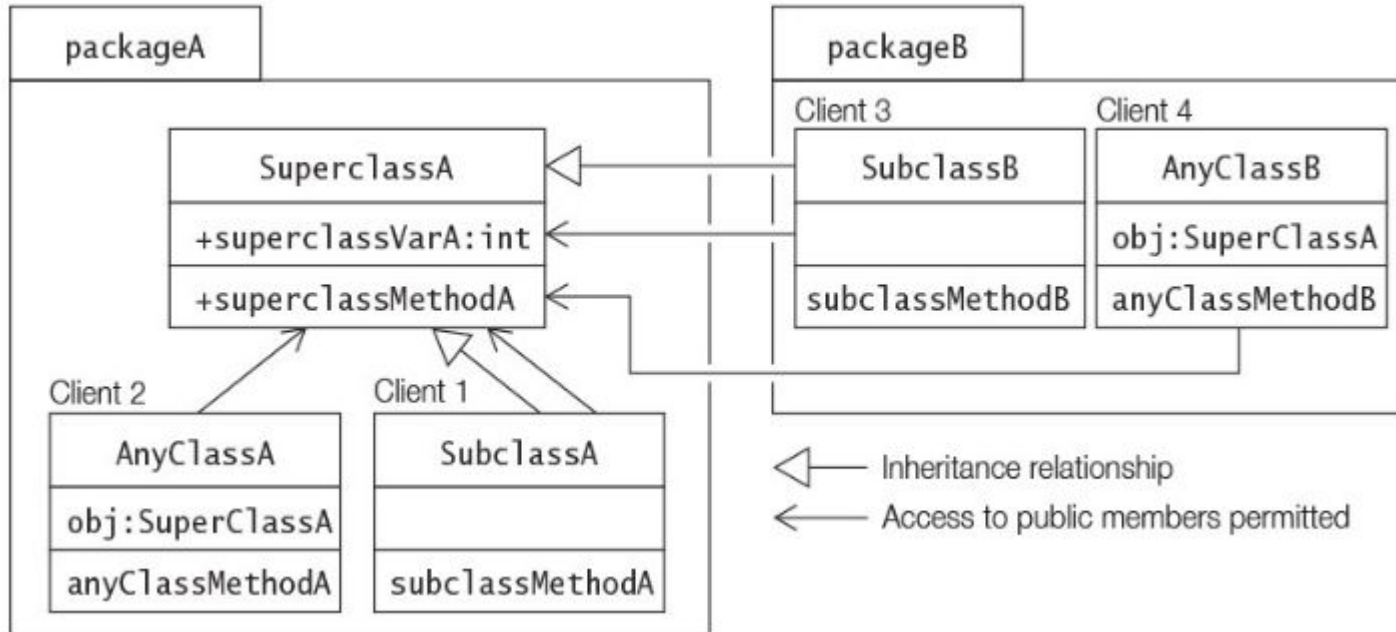 packageA
SuperclassA
+superclassVarA:int
+superclassMethodA
Client 2
AnyClassA
obj:SuperClassA
anyClassMethodA
Client 1
SubclassA
subclassMethodA
packageB
Client 3
SubclassB
subclassMethodB
Client 4
AnyClassB
obj:SuperClassA
anyClassMethodB
Inheritance relationship
Access to public members permitted